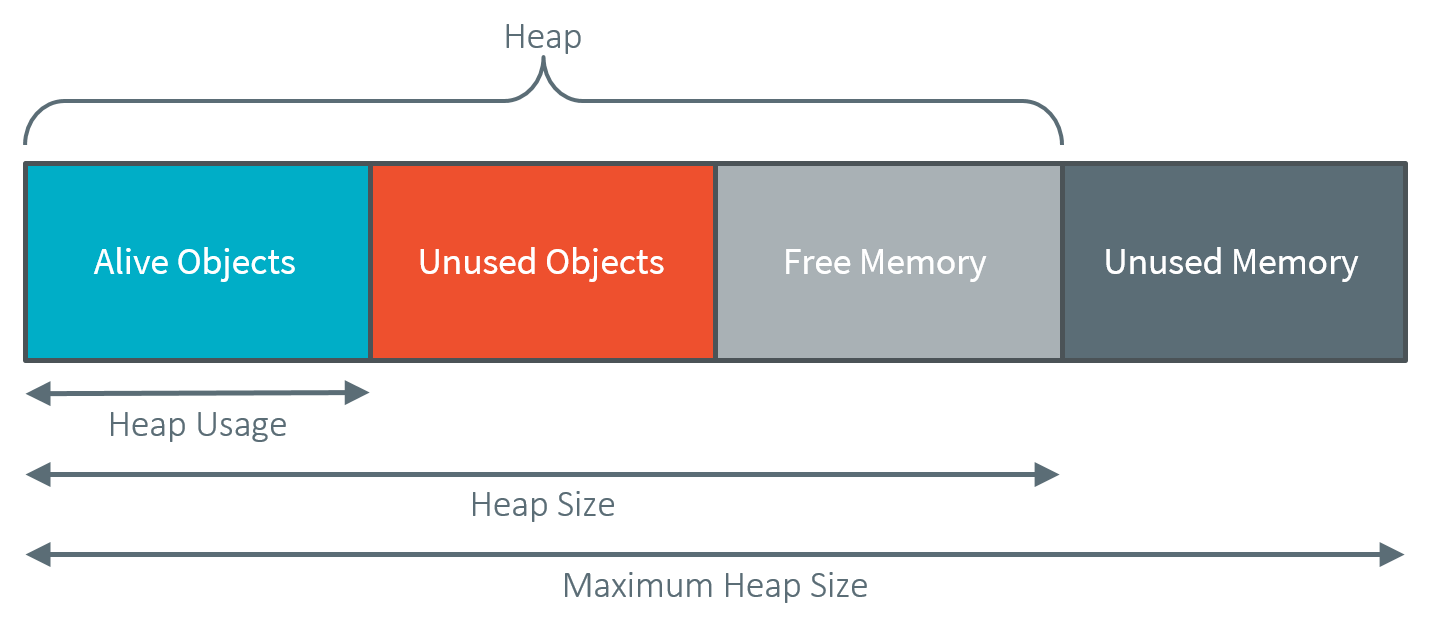 Heap
Alive Objects
Unused Objects
Free Memory
Unused Memory
Heap Usage
Heap Size
Maximum Heap Size